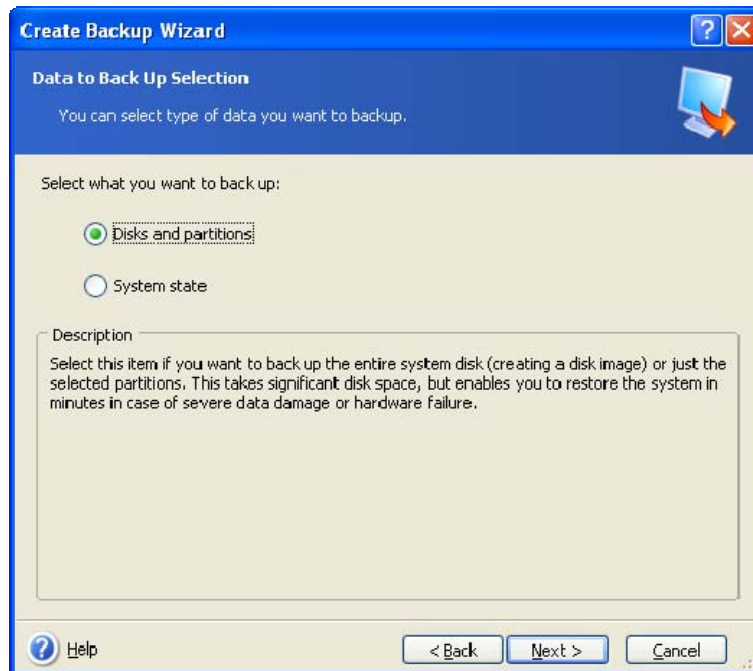 Create Backup Wizard
Data to Back Up Selection
You can select type of data you want to backup.
Select what you want to back up:
Disks and partitions
System state
Description
Select this item if you want to back up the entire system disk (creating a disk image) or just the
selected partitions. This takes significant disk space, but enables you to restore the system in
minutes in case of severe data damage or hardware failure.
Help
< Back
Next >
Cancel